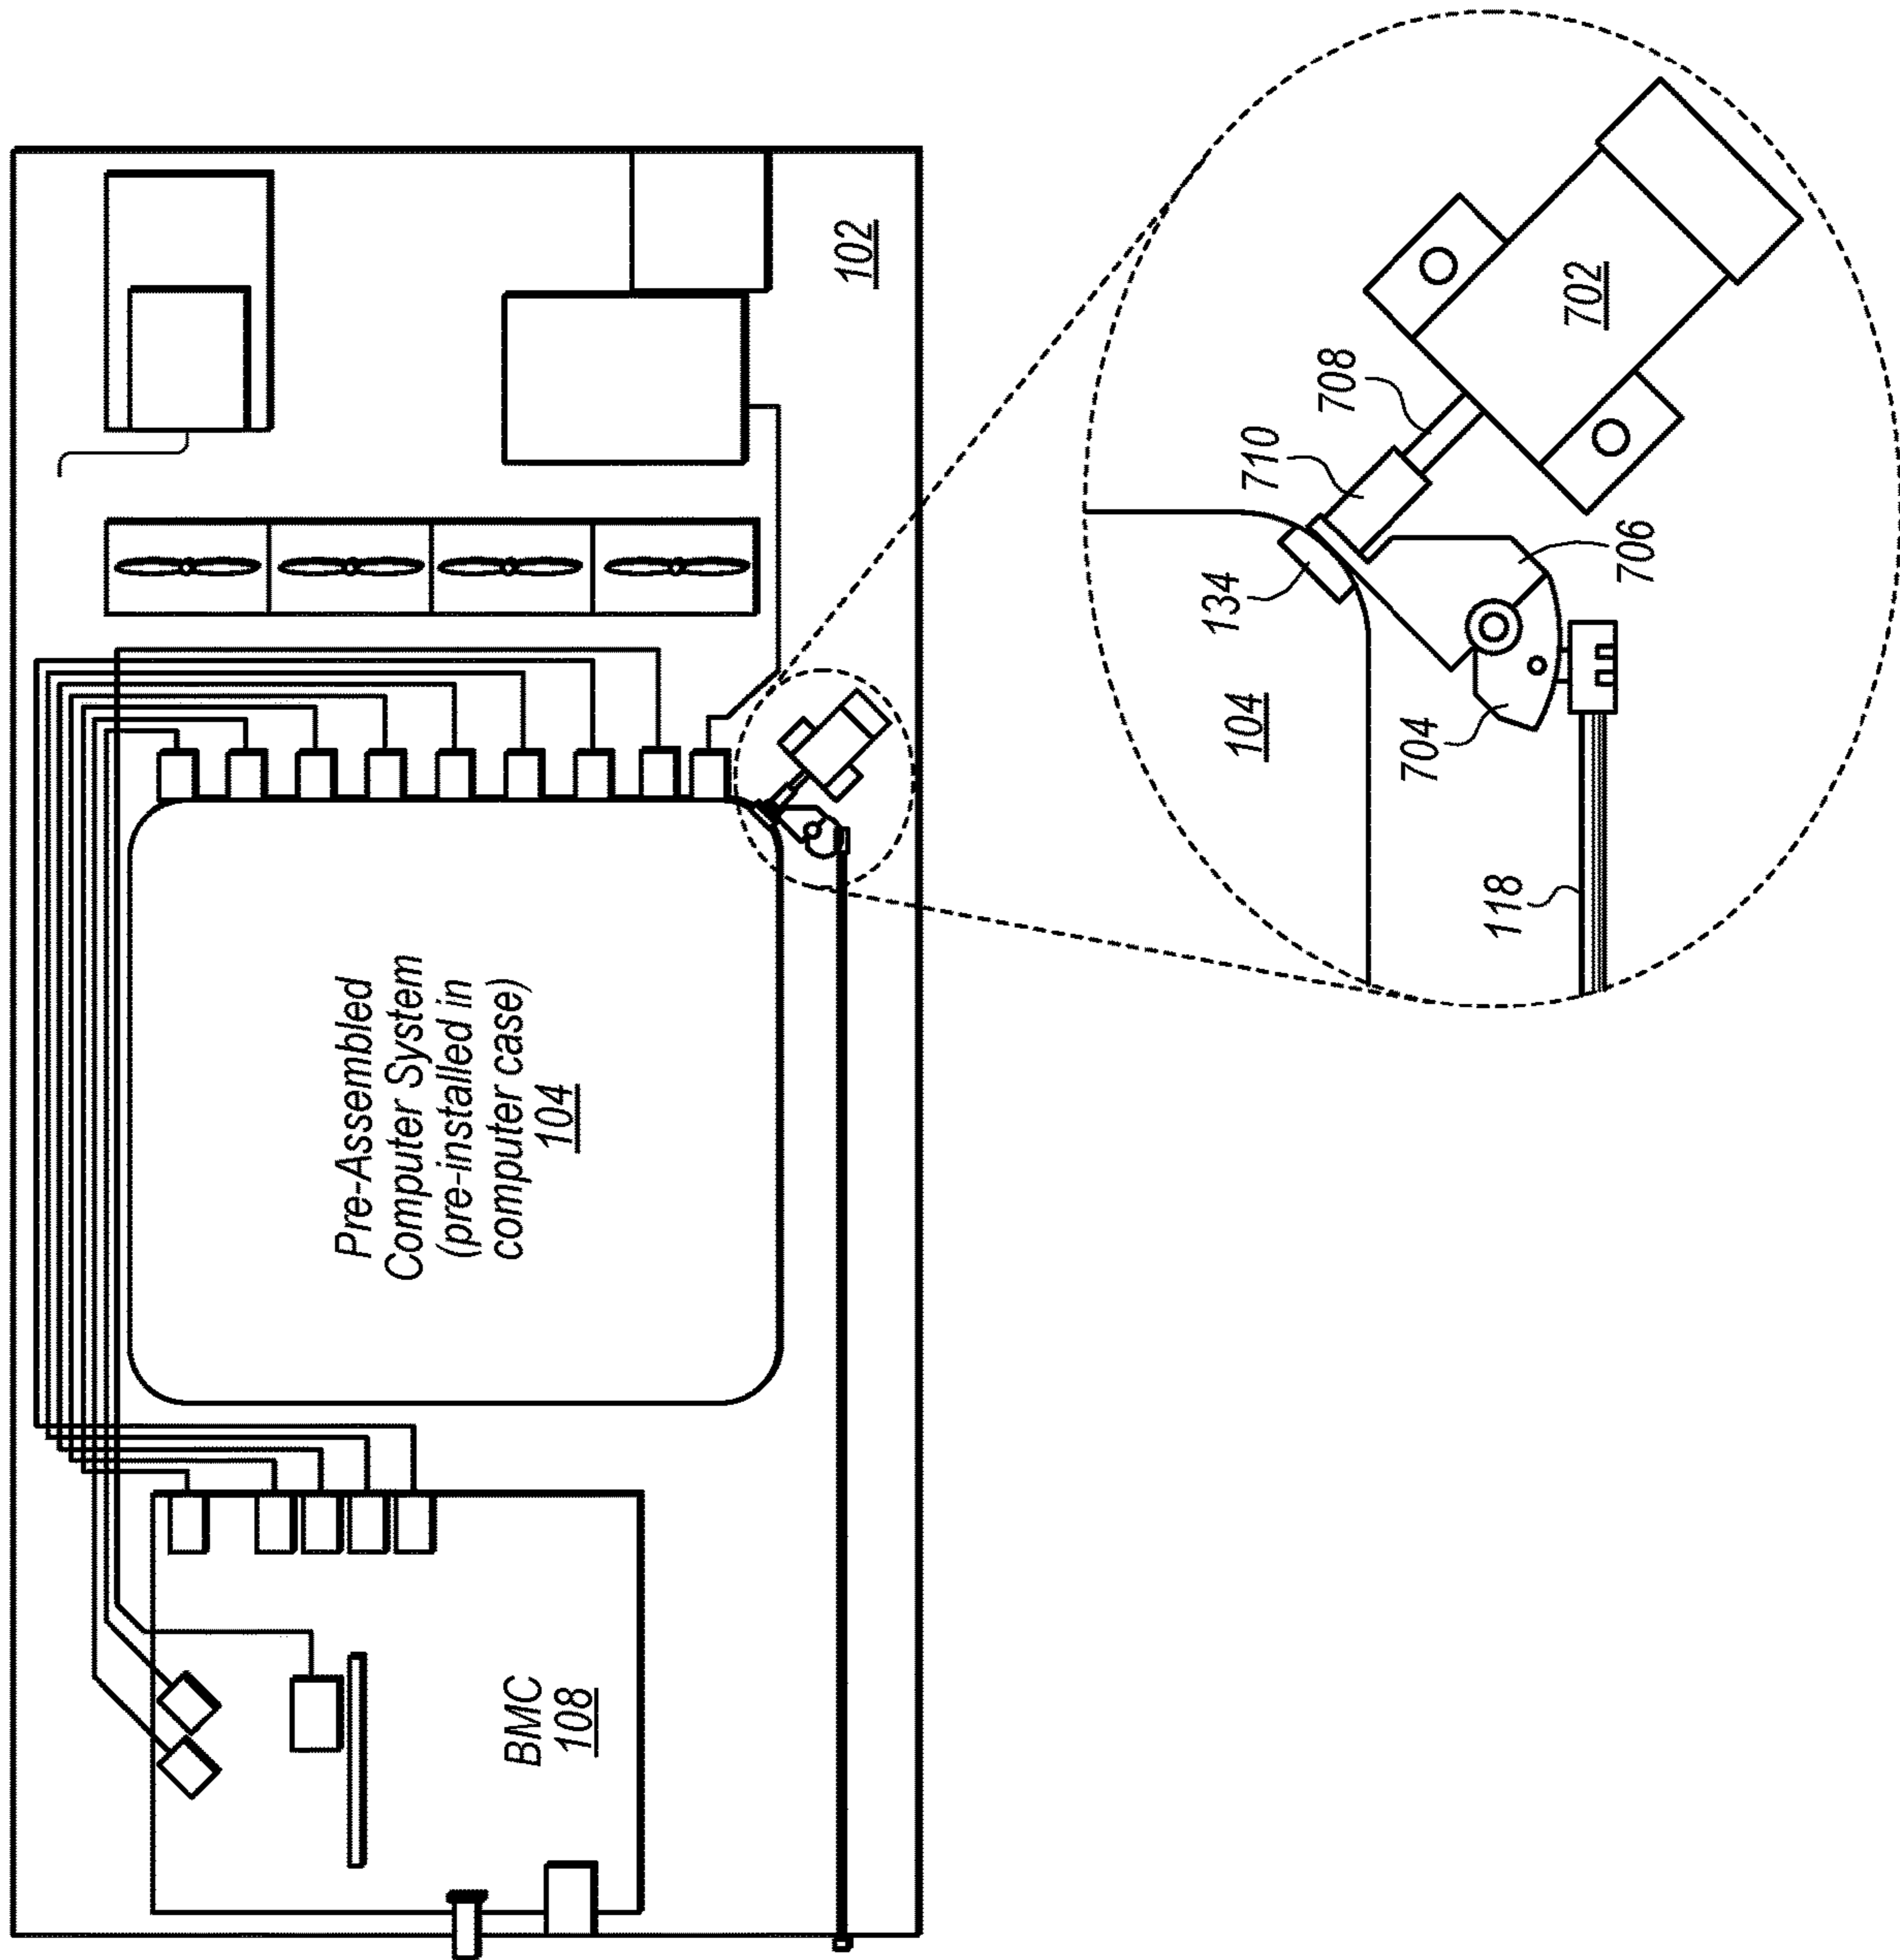 102
Pre-Assembled
Computer System
(pre-installed in
computer case)
104
BMC
108
104
134
710
708
702
706
704
118